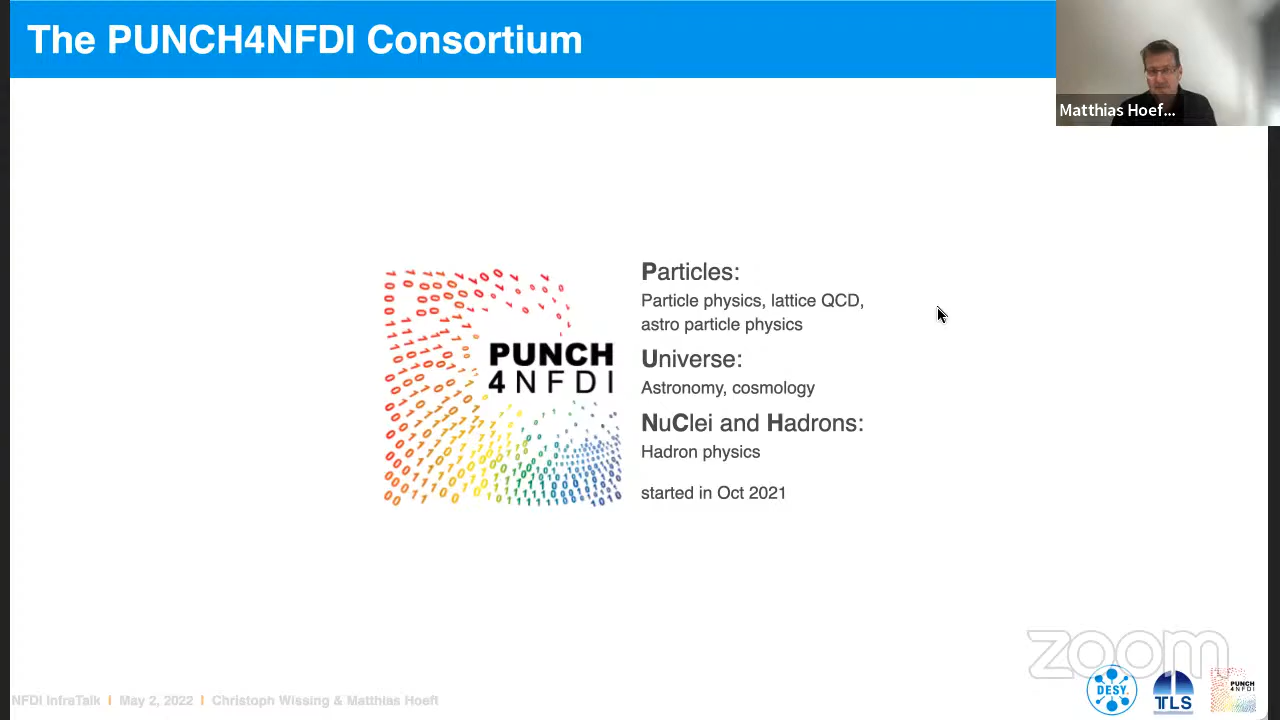 The PUNCH4NFDI Consortium
Matthias Hoef...
PUNCH
4NFDI
Particles:
Particle physics, lattice QCD,
astro particle physics
Universe:
Astronomy, cosmology
NuClei and Hadrons:
Hadron physics
started in Oct 2021
zoom
NFDI InfraTalk I May 2, 2022 I Christoph Wissing & Matthias Hoeft
DESY.
TLS
PUNCH
4NFDI